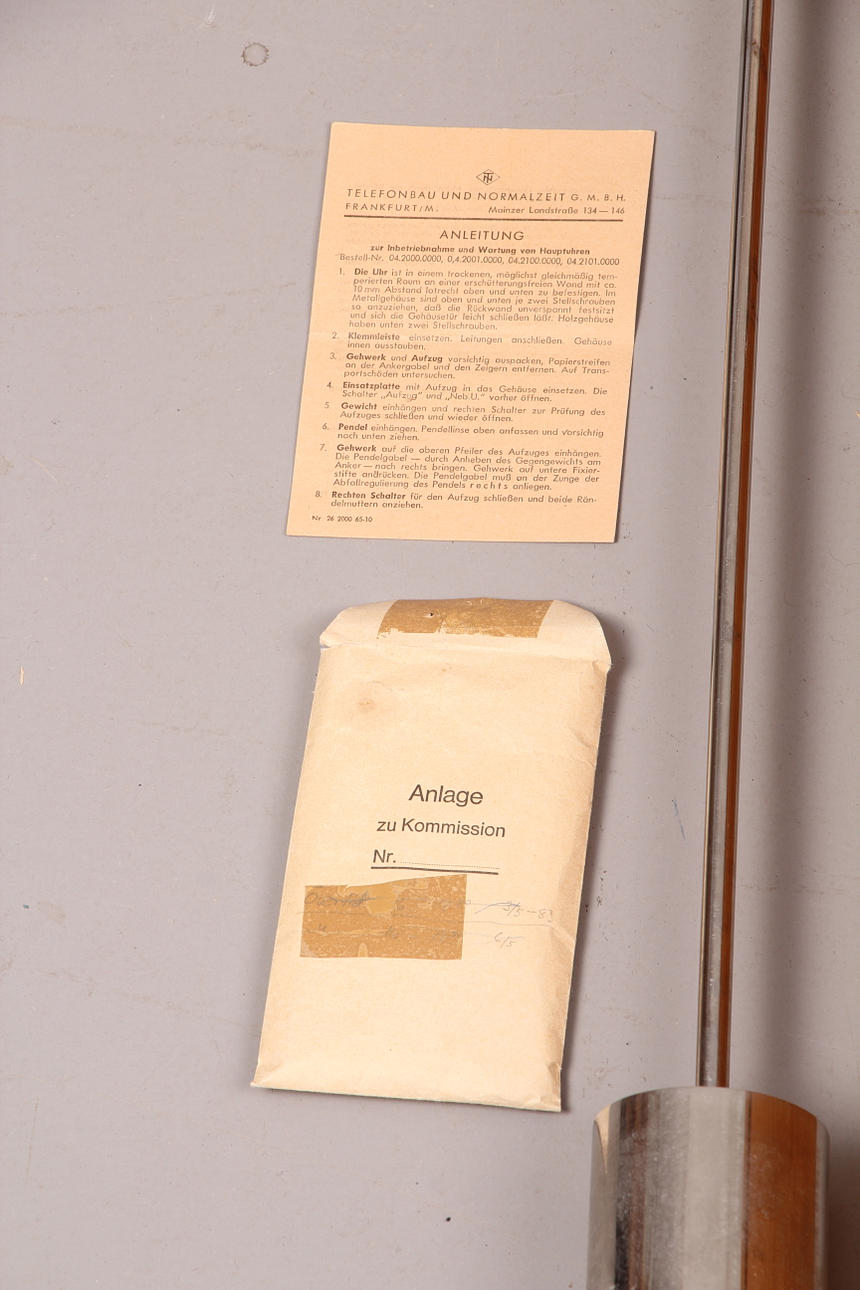 TN
TELEFONBAU UND NORMALZEIT G. M. B. H.
FRANKFURT/M. Mainzer Landstraße 134 — 146
ANLEITUNG
zur Inbetriebnahme und Wartung von Hauptuhren
Bestell-Nr. 04.2000.0000, 0,4.2001.0000, 04.2100.0000, 04.2101.0000
1. Die Uhr ist in einem trockenen, möglichst gleichmäßig tem-
perierten Raum an einer erschütterungsfreien Wand mit ca.
10 mm Abstand lotrecht oben und unten zu befestigen. Im
Metallgehäuse sind oben und unten je zwei Stellschrauben
so anzuziehen, daß die Rückwand unverspannt festsitzt
und sich die Gehäusetür leicht schließen läßt. Holzgehäuse
haben unten zwei Stellschrauben.
2. Klemmleiste einsetzen. Leitungen anschließen. Gehäuse
innen ausstauben.
3. Gehwerk und Aufzug vorsichtig auspacken, Papierstreifen
an der Ankergabel und den Zeigern entfernen. Auf Trans-
portschäden untersuchen.
4. Einsatzplatte mit Aufzug in das Gehäuse einsetzen. Die
Schalter „Aufzug" und „Neb.U." vorher öffnen.
5. Gewicht einhängen und rechten Schalter zur Prüfung des
Aufzuges schließen und wieder öffnen.
6. Pendel einhängen. Pendellinse oben anfassen und vorsichtig
nach unten ziehen.
7. Gehwerk auf die oberen Pfeiler des Aufzuges einhängen.
Die Pendelgabel — durch Anheben des Gegengewichts am
Anker — nach rechts bringen. Gehwerk auf untere Fixier-
stifte andrücken. Die Pendelgabel muß an der Zunge der
Abfallregulierung des Pendels rechts anliegen.
8. Rechten Schalter für den Aufzug schließen und beide Rän-
delmuttern anziehen.
Nr 26 2000 65-10
Anlage
zu Kommission
Nr.
3/5 - 83
6/5